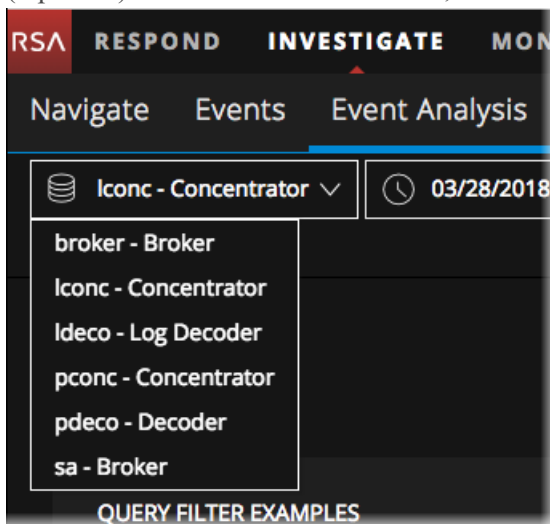 RSA RESPOND INVESTIGATE MON
Navigate Events Event Analysis
lconc - Concentrator 03/28/2018
broker - Broker
lconc - Concentrator
ldeco - Log Decoder
pconc - Concentrator
pdeco - Decoder
sa - Broker
QUERY FILTER EXAMPLES